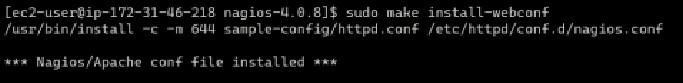 [ec2-user@ip-172-31-46-218 nagios-4.0.8]$ sudo make install-webconf
/usr/bin/install -c -m 644 sample-config/httpd.conf /etc/httpd/conf.d/nagios.conf
*** Nagios/Apache conf file installed ***